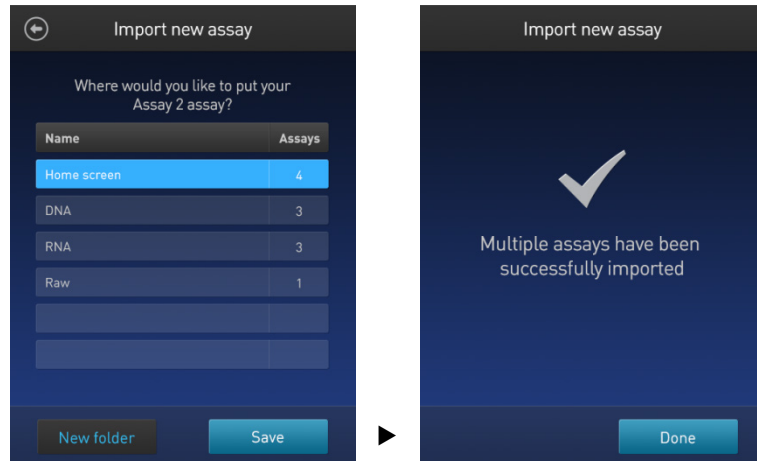 Import new assay
Where would you like to put your
Assay 2 assay?
Name Assays
Home screen 4
DNA 3
RNA 3
Raw 1
New folder Save
Import new assay
Multiple assays have been
successfully imported
Done